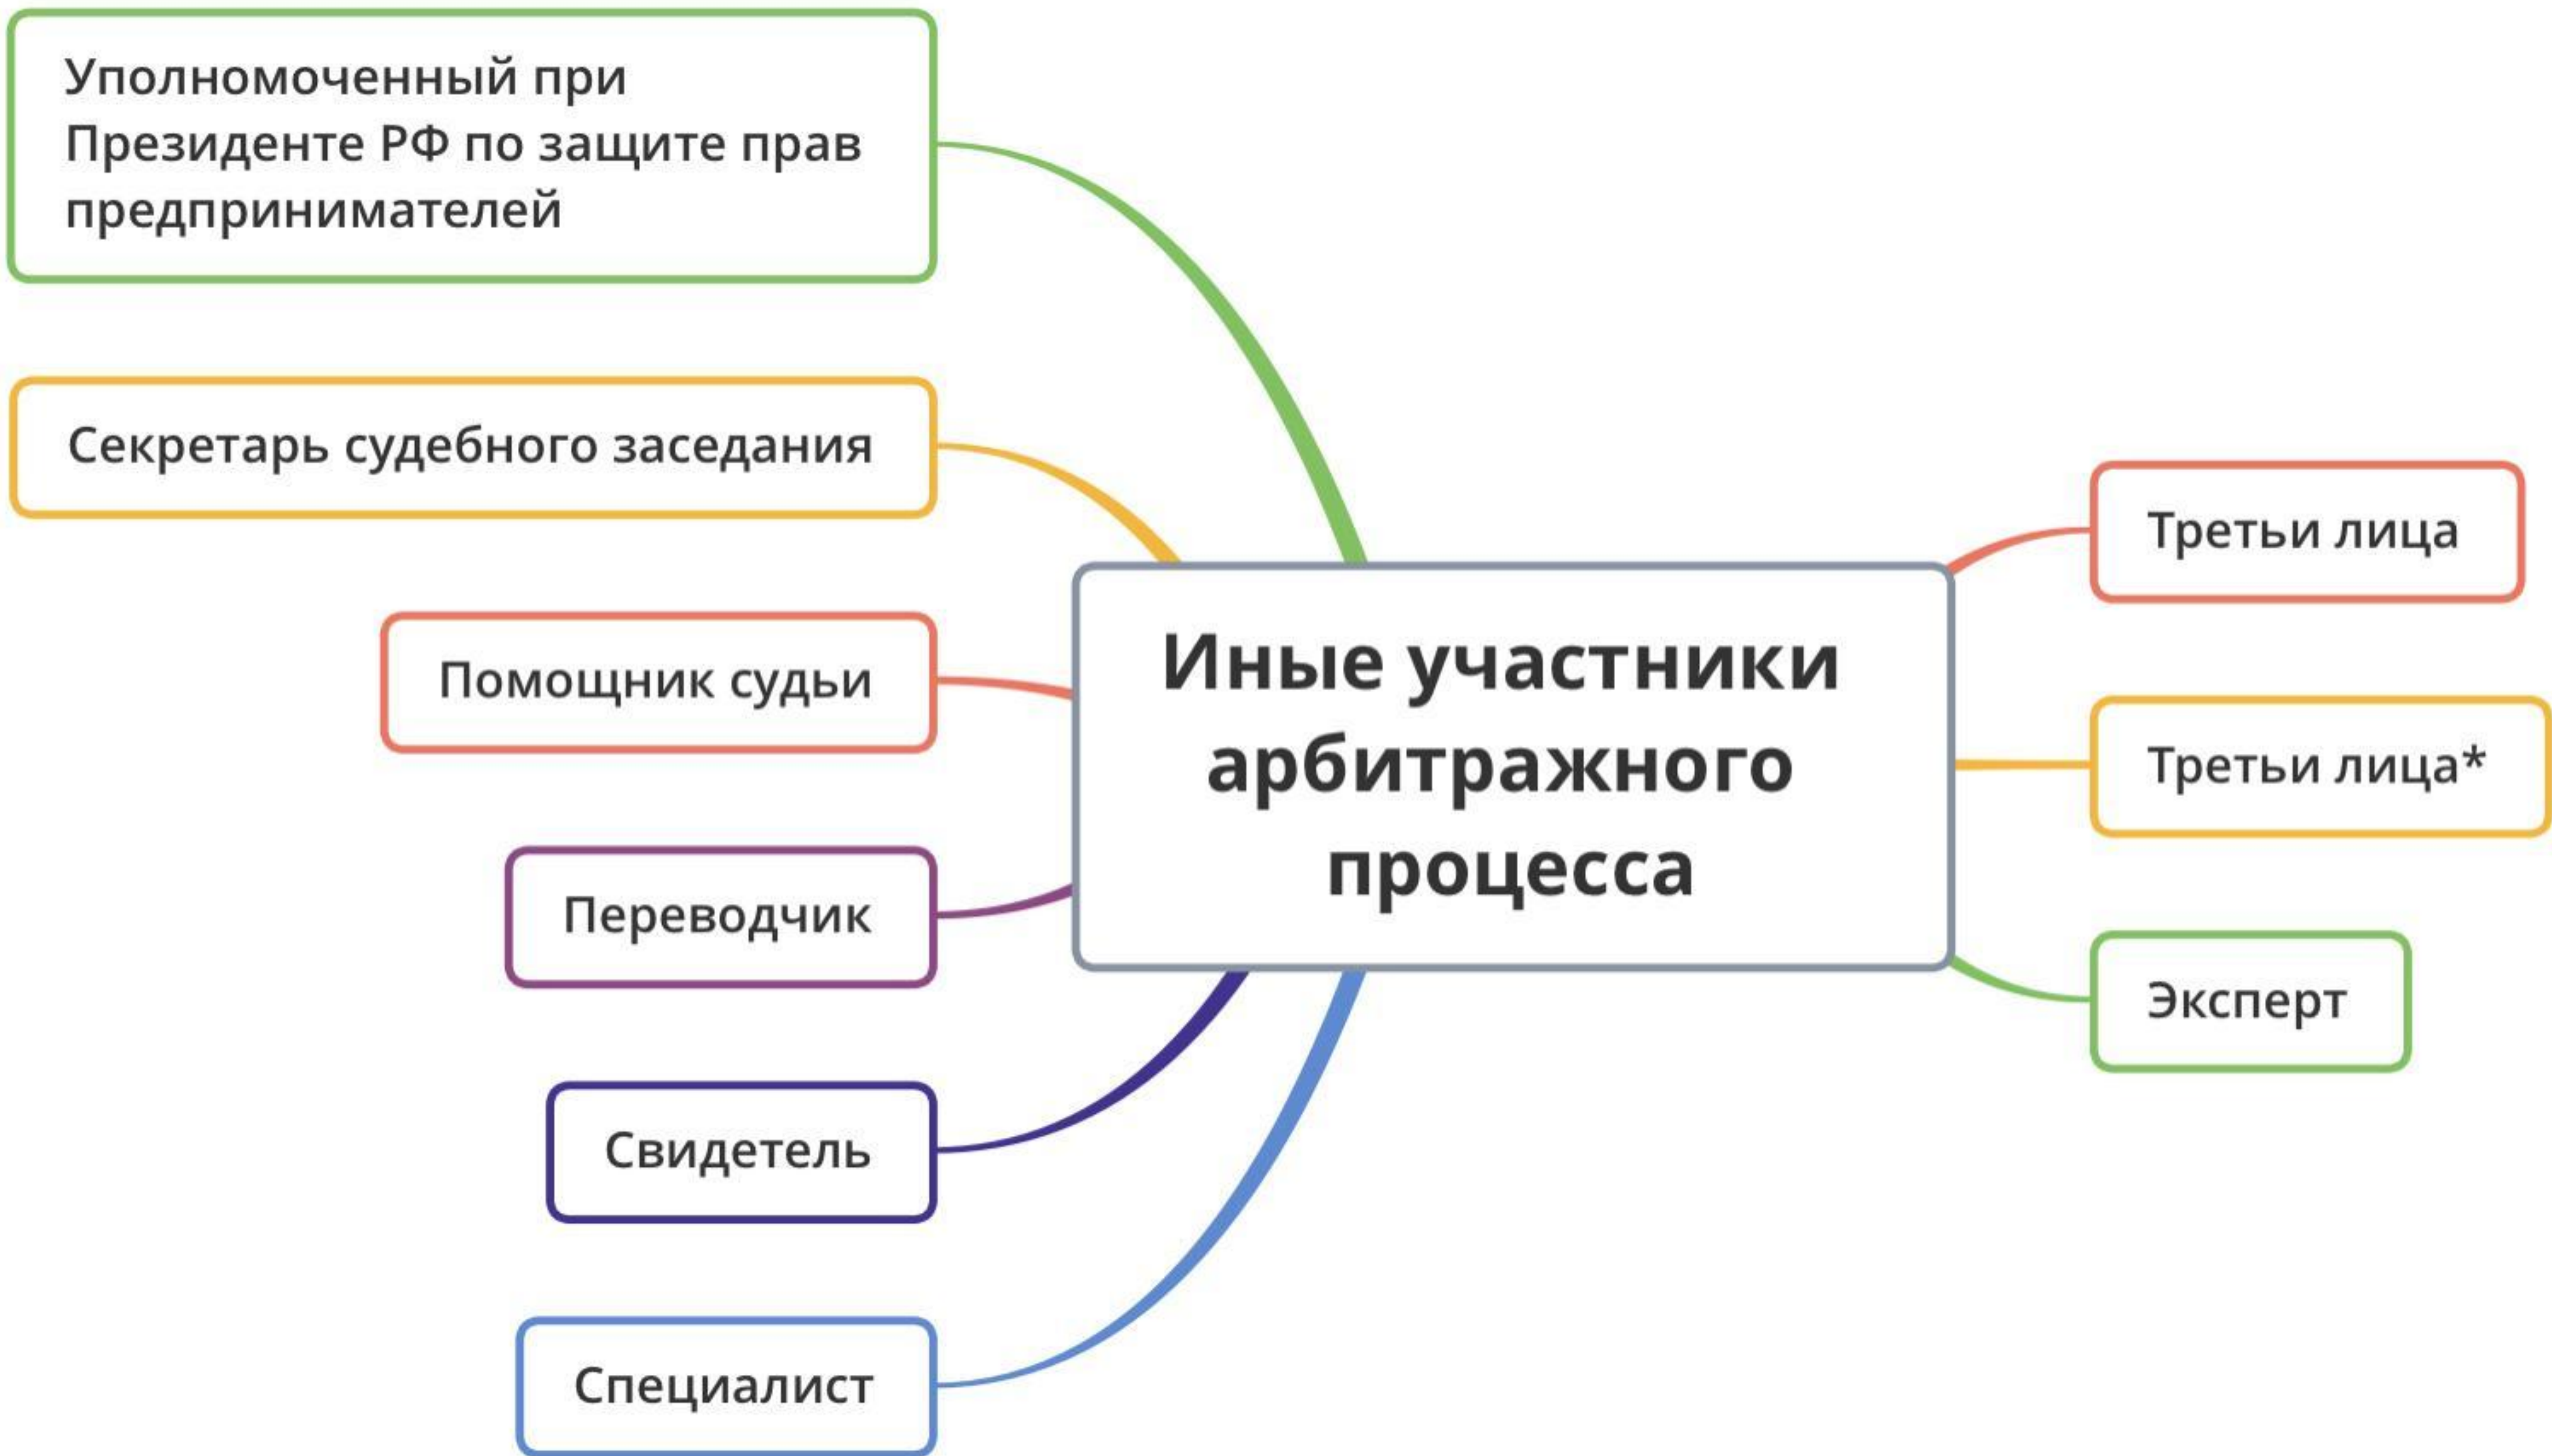 Уполномоченный при
Президенте РФ по защите прав
предпринимателей
Секретарь судебного заседания
Помощник судьи
Переводчик
Свидетель
Специалист
Иные участники
арбитражного
процесса
Третьи лица
Третьи лица*
Эксперт